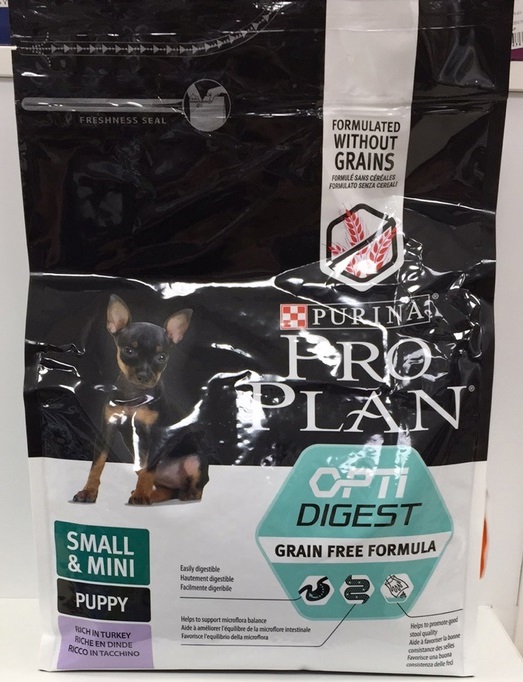 FRESHNESS SEAL
FORMULATED
WITHOUT
GRAINS
FORMULÉ SANS CÉRÉALES
FORMULATO SENZA CEREALI
PURINA®
PRO
PLAN®
OPTI
DIGEST
GRAIN FREE FORMULA
SMALL
& MINI
PUPPY
RICH IN TURKEY
RICHE EN DINDE
RICCO IN TACCHINO
Easily digestible
Hautement digestible
Facilmente digeribile
Helps to support microflora balance
Aide à améliorer l'équilibre de la microflore intestinale
Favorisce l'equilibrio della microflora
Helps to promote good
stool quality
Aide à favoriser la bonne
consistance des selles
Favorisce una buona
consistenza delle feci